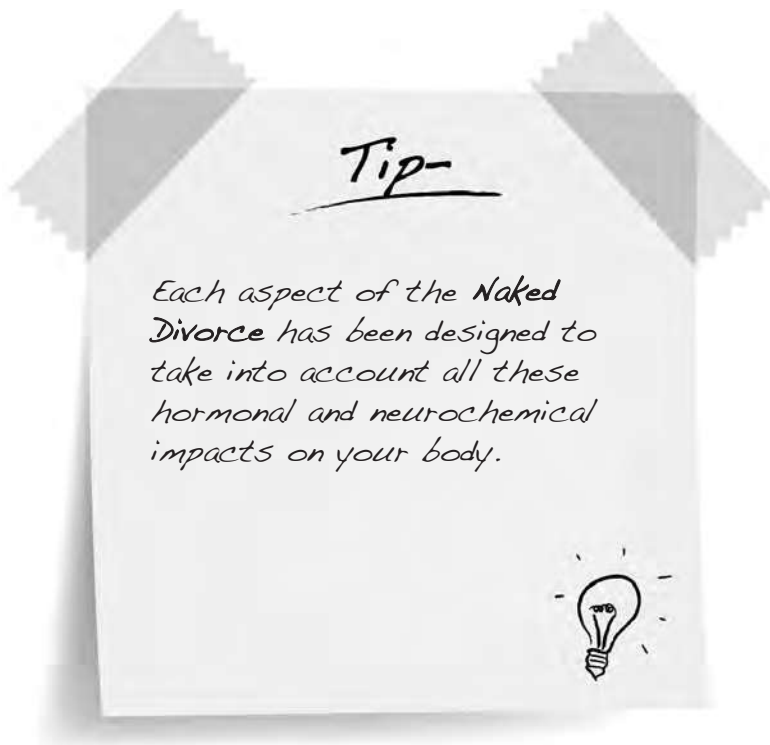 Tip-
Each aspect of the Naked
Divorce has been designed to
take into account all these
hormonal and neurochemical
impacts on your body.